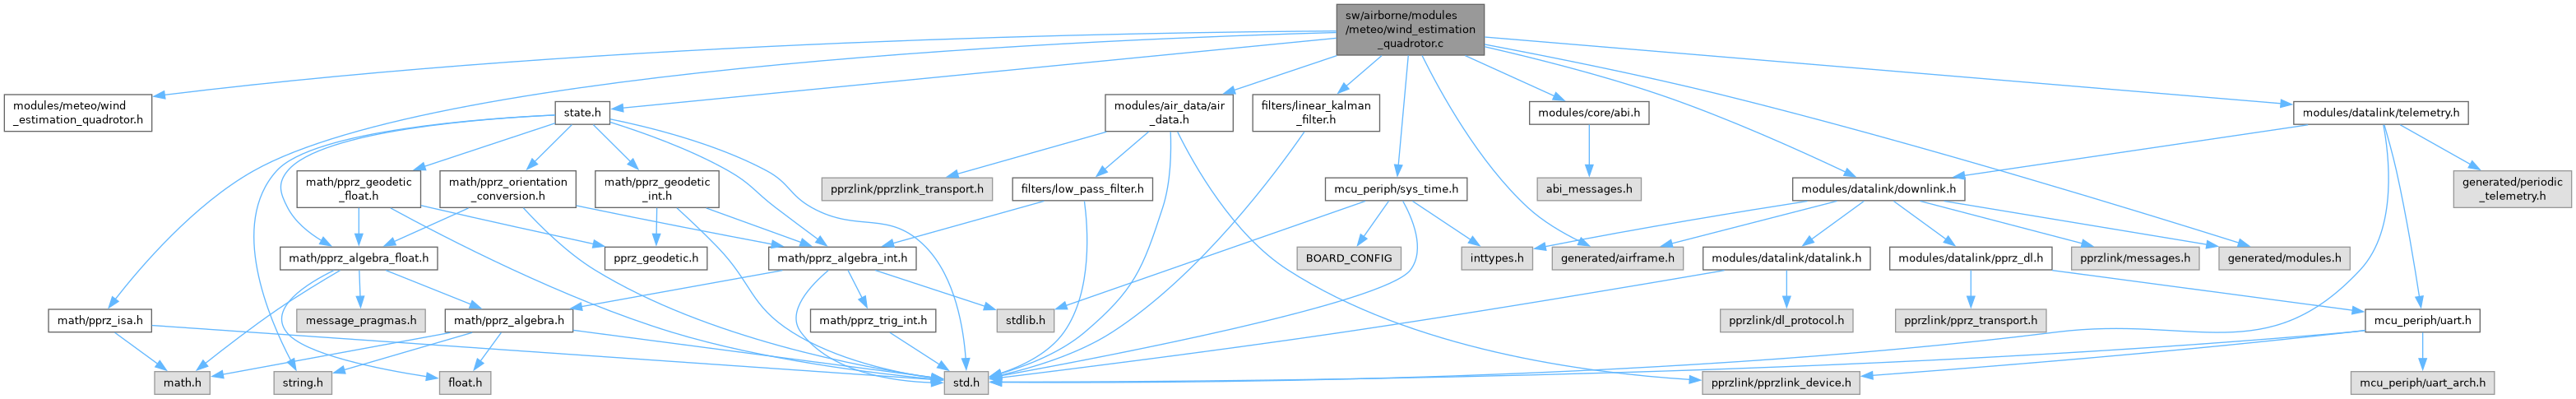 sw/airborne/modules
/meteo/wind_estimation
_quadrotor.c
modules/meteo/wind
_estimation_quadrotor.h
state.h
modules/air_data/air
_data.h
filters/linear_kalman
_filter.h
modules/core/abi.h
modules/datalink/telemetry.h
math/pprz_geodetic
_float.h
math/pprz_orientation
_conversion.h
math/pprz_geodetic
_int.h
pprzlink/pprzlink_transport.h
filters/low_pass_filter.h
mcu_periph/sys_time.h
abi_messages.h
modules/datalink/downlink.h
generated/periodic
_telemetry.h
math/pprz_algebra_float.h
pprz_geodetic.h
math/pprz_algebra_int.h
BOARD_CONFIG
inttypes.h
generated/airframe.h
modules/datalink/datalink.h
modules/datalink/pprz_dl.h
pprzlink/messages.h
generated/modules.h
math/pprz_isa.h
message_pragmas.h
math/pprz_algebra.h
math/pprz_trig_int.h
stdlib.h
pprzlink/dl_protocol.h
pprzlink/pprz_transport.h
mcu_periph/uart.h
math.h
string.h
float.h
std.h
pprzlink/pprzlink_device.h
mcu_periph/uart_arch.h